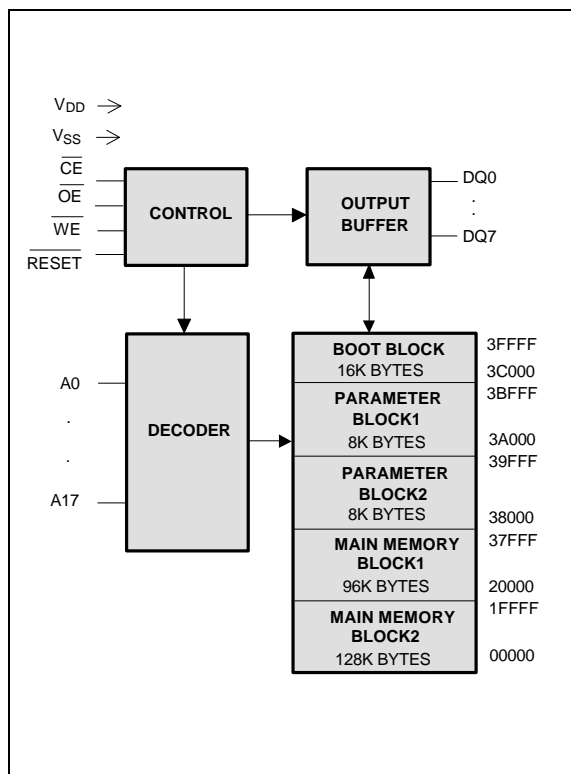 VDD
VSS
CE
OE
WE
RESET
CONTROL
OUTPUT
BUFFER
DQ0
.
.
DQ7
A0
.
.
A17
DECODER
BOOT BLOCK
16K BYTES
3FFFF
3C000
PARAMETER
BLOCK1
8K BYTES
3BFFF
3A000
PARAMETER
BLOCK2
8K BYTES
39FFF
38000
MAIN MEMORY
BLOCK1
96K BYTES
37FFF
20000
MAIN MEMORY
BLOCK2
128K BYTES
1FFFF
00000